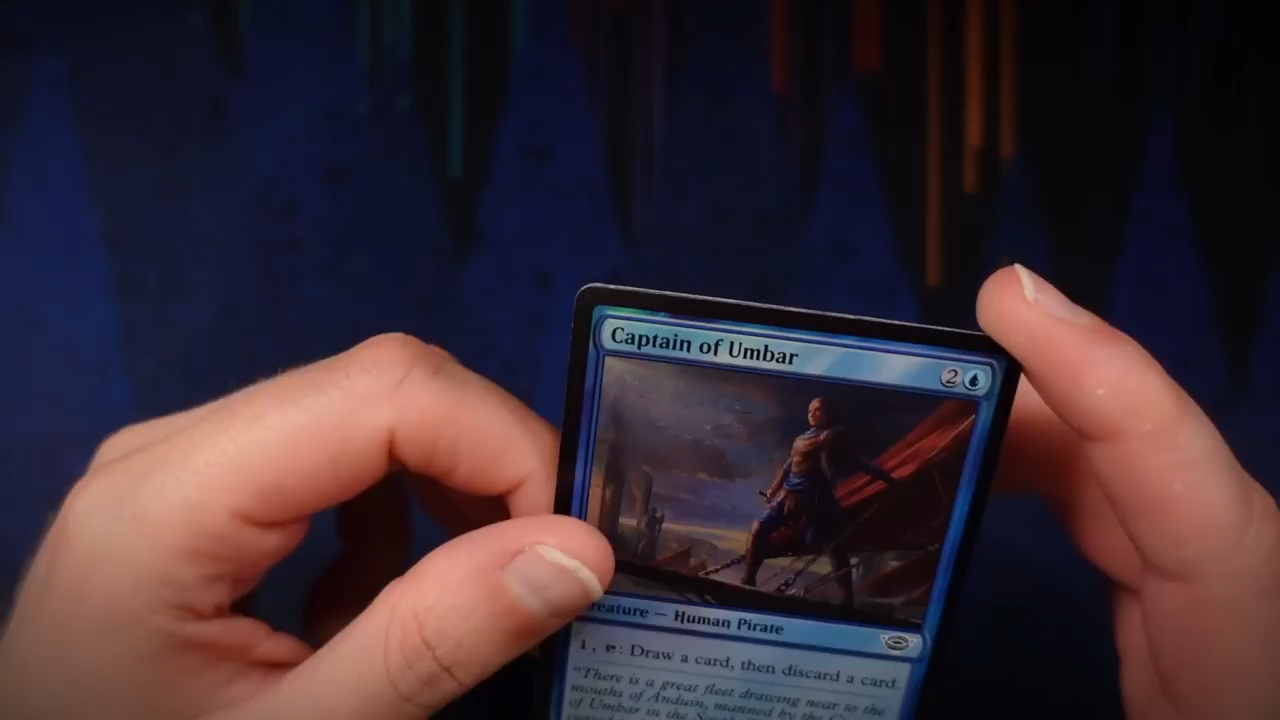 Captain of Umbar
2
reature — Human Pirate
1, : Draw a card, then discard a card.
"There is a great fleet drawing near to the
mouths of Anduin, manned by the
of Umbar in the